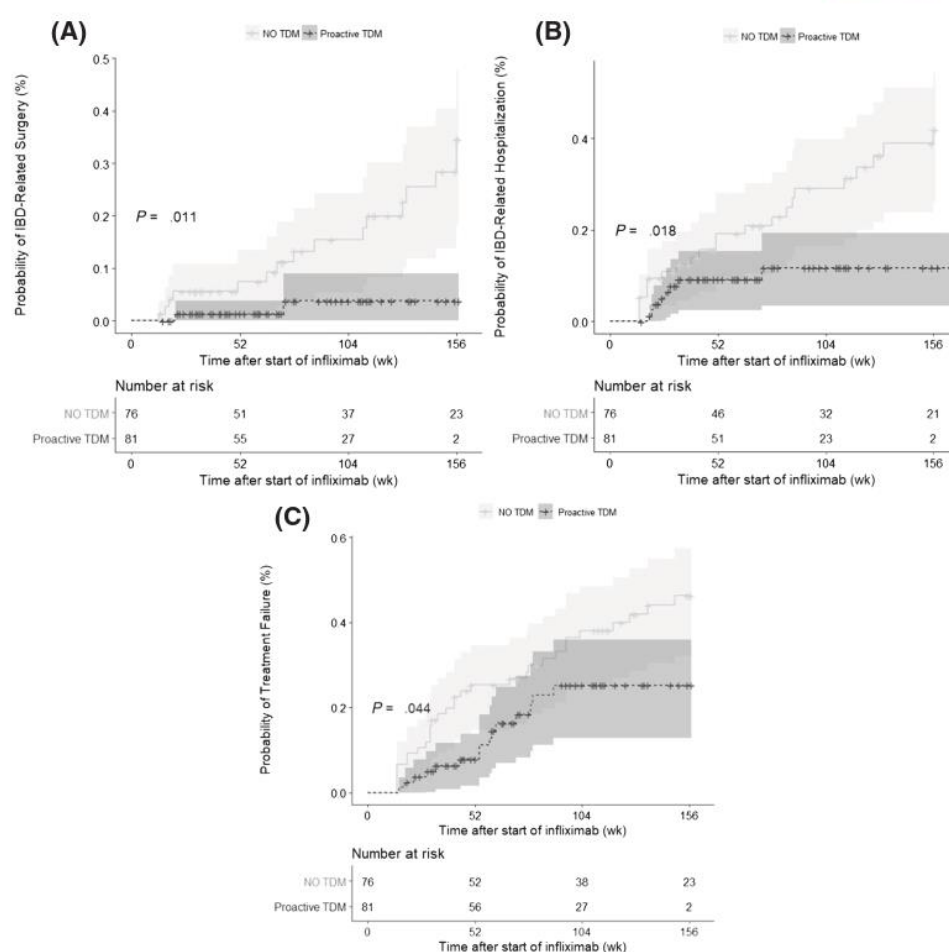 (A)
NO TDM Proactive TDM
Probability of IBD-Related Surgery (%)
0.5
0.4
0.3
0.2
0.1
0.0
P = .011
0 52 104 156
Time after start of infliximab (wk)
Number at risk
NO TDM 76 51 37 23
Proactive TDM 81 55 27 2
0 52 104 156
Time after start of infliximab (wk)
(B)
NO TDM Proactive TDM
Probability of IBD-Related Hospitalization (%)
0.4
0.2
0.0
P = .018
0 52 104 156
Time after start of infliximab (wk)
Number at risk
NO TDM 76 46 32 21
Proactive TDM 81 51 23 2
0 52 104 156
Time after start of infliximab (wk)
(C)
NO TDM Proactive TDM
Probability of Treatment Failure (%)
0.6
0.4
0.2
0.0
P = .044
0 52 104 156
Time after start of infliximab (wk)
Number at risk
NO TDM 76 52 38 23
Proactive TDM 81 56 27 2
0 52 104 156
Time after start of infliximab (wk)